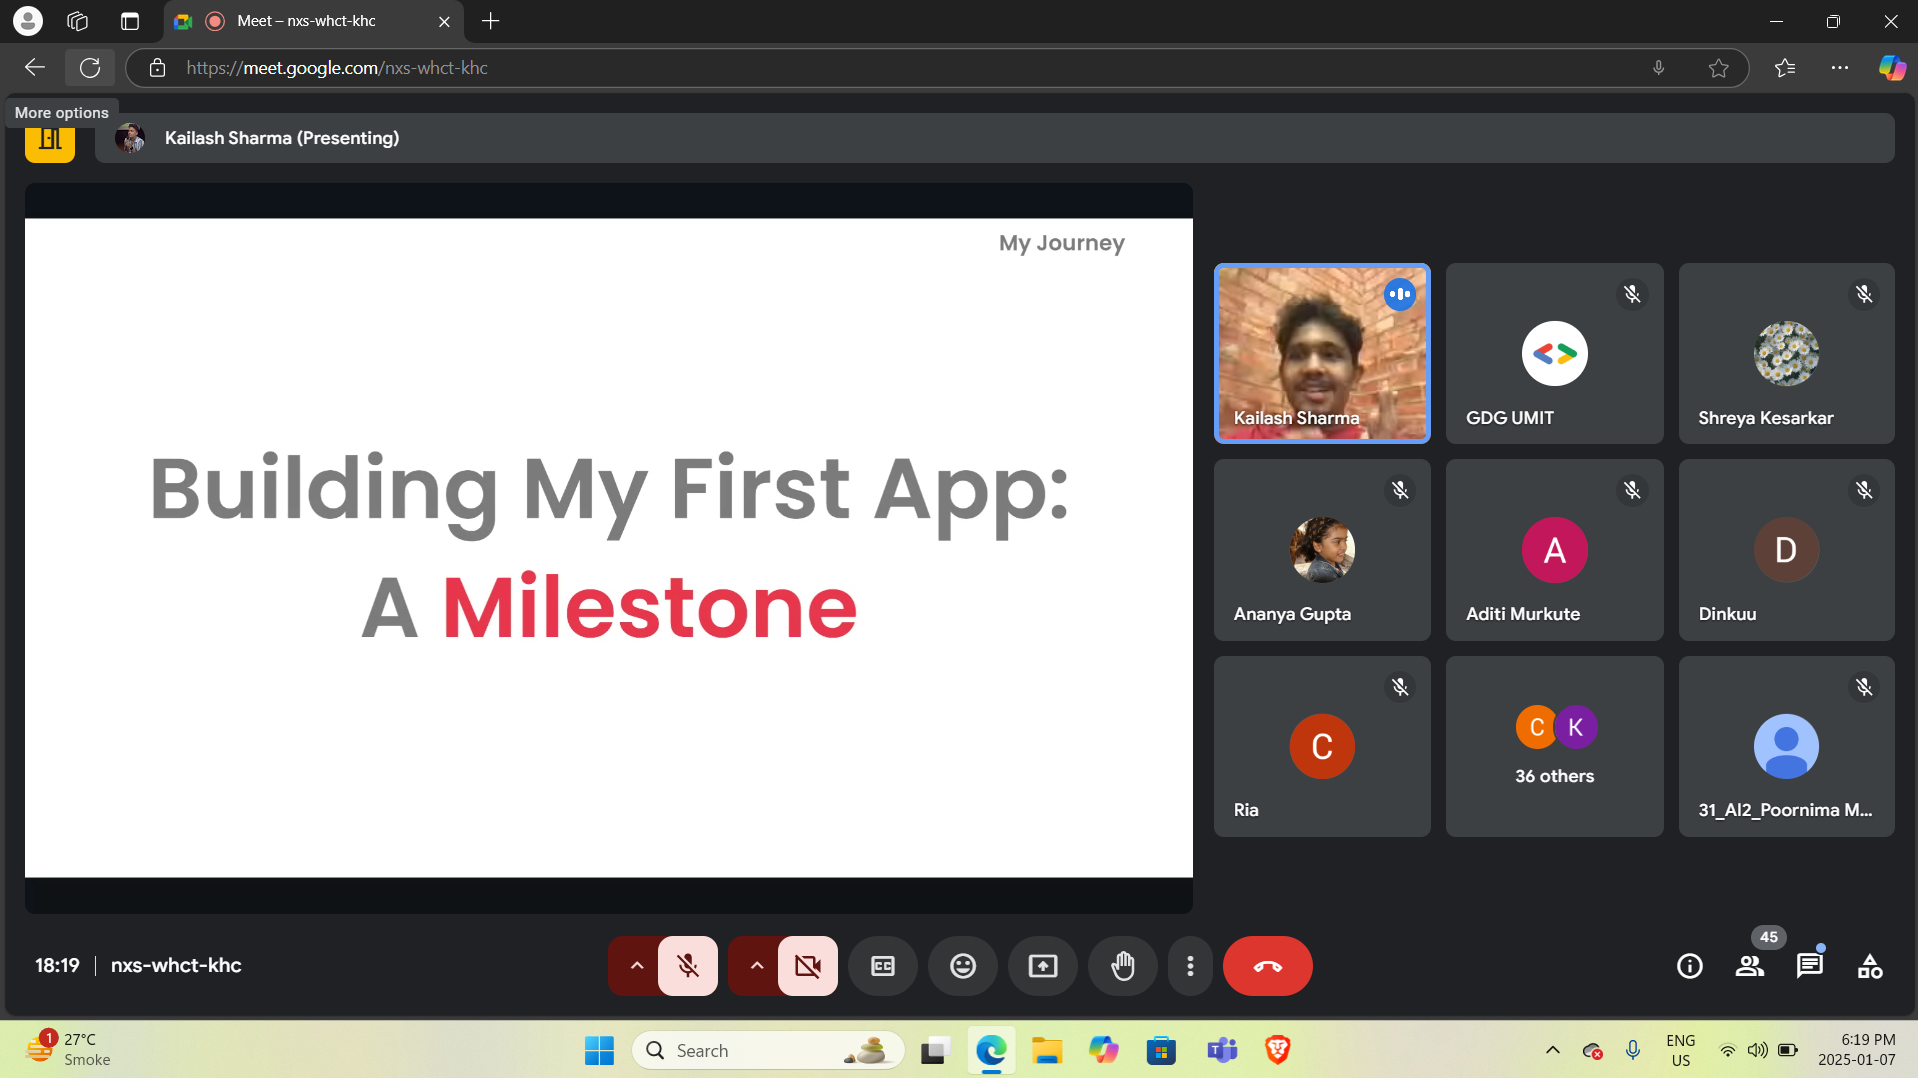 Meet – nxs-whct-khc
https://meet.google.com/nxs-whct-khc
More options
Kailash Sharma (Presenting)
My Journey
Building My First App:
A Milestone
Kailash Sharma
GDG UMIT
Shreya Kesarkar
Ananya Gupta
A
Aditi Murkute
D
Dinkuu
C
Ria
C K
36 others
31_AI2_Poornima M...
18:19 | nxs-whct-khc
CC
45
1
27°C
Smoke
Search
ENG
US
6:19 PM
2025-01-07